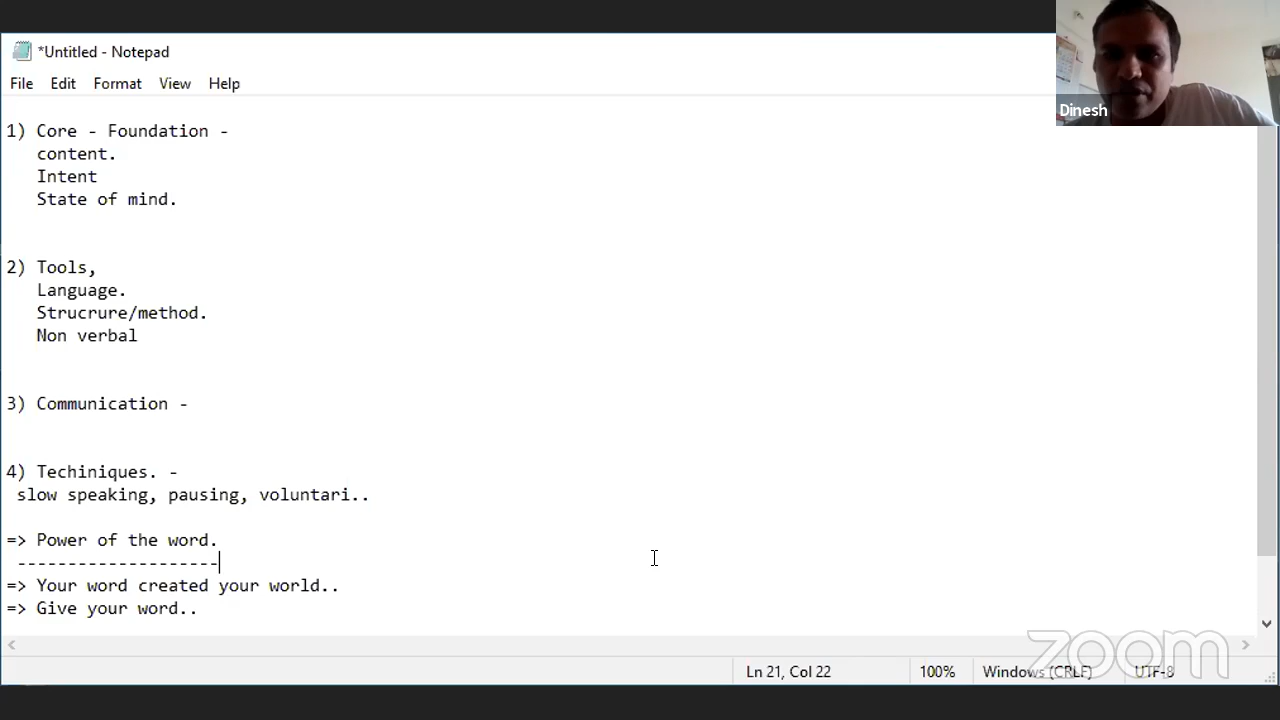 *Untitled - Notepad
File Edit Format View Help
Dinesh
1) Core - Foundation -
content.
Intent
State of mind.
2) Tools,
Language.
Strucrure/method.
Non verbal
3) Communication -
4) Techiniques. -
slow speaking, pausing, voluntari..
=> Power of the word.
--------------------
=> Your word created your world..
=> Give your word..
zoom
Ln 21, Col 22 100% Windows (CRLF) UTF-8